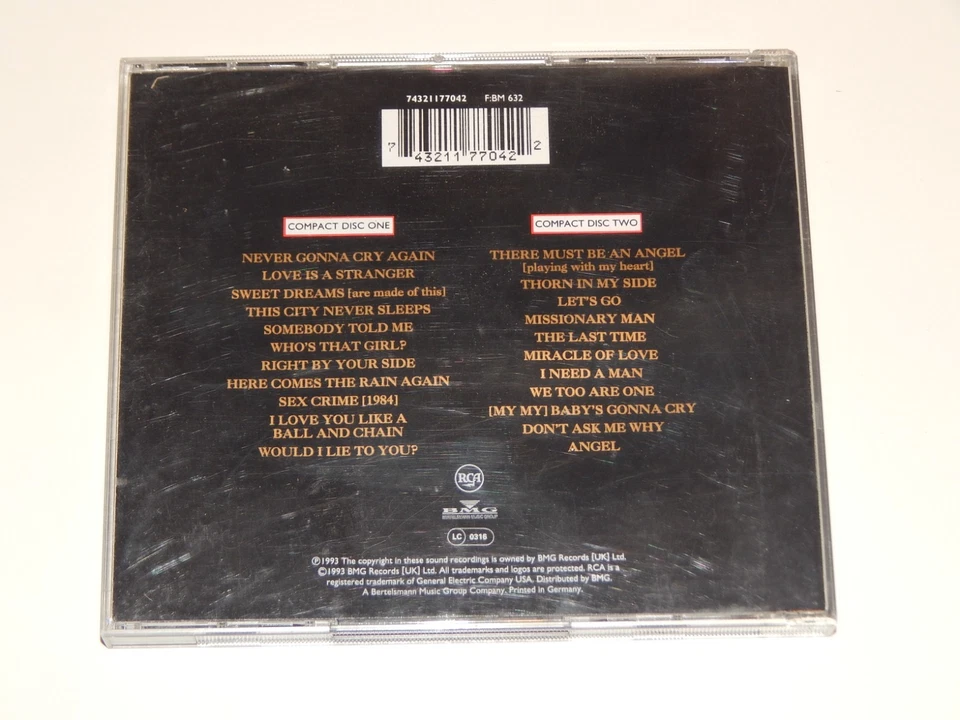 74321177042 F:BM 632
7 43211 77042 2
COMPACT DISC ONE
NEVER GONNA CRY AGAIN
LOVE IS A STRANGER
SWEET DREAMS [are made of this]
THIS CITY NEVER SLEEPS
SOMEBODY TOLD ME
WHO'S THAT GIRL?
RIGHT BY YOUR SIDE
HERE COMES THE RAIN AGAIN
SEX CRIME [1984]
I LOVE YOU LIKE A
BALL AND CHAIN
WOULD I LIE TO YOU?
COMPACT DISC TWO
THERE MUST BE AN ANGEL
[playing with my heart]
THORN IN MY SIDE
LET'S GO
MISSIONARY MAN
THE LAST TIME
MIRACLE OF LOVE
I NEED A MAN
WE TOO ARE ONE
[MY MY] BABY'S GONNA CRY
DON'T ASK ME WHY
ANGEL
RCA
BMG
BERTELSMANN MUSIC GROUP
LC 0316
℗1993 The copyright in these sound recordings is owned by BMG Records [UK] Ltd.
©1993 BMG Records [UK] Ltd. All trademarks and logos are protected. RCA is a
registered trademark of General Electric Company USA. Distributed by BMG.
A Bertelsmann Music Group Company. Printed in Germany.